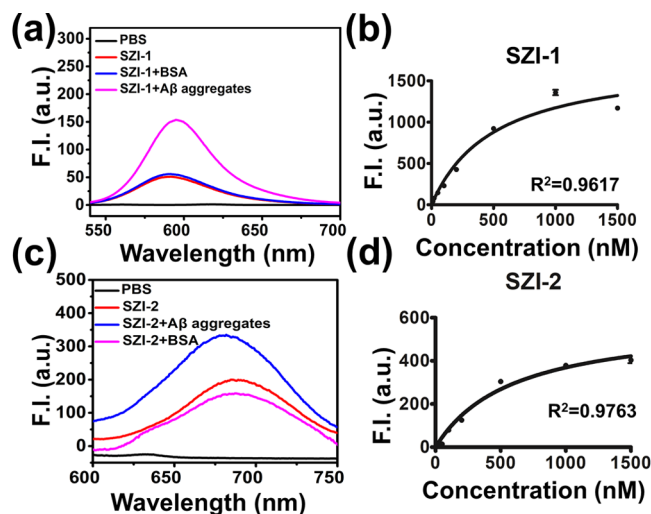 (a)
F.I. (a.u.)
300
250
200
150
100
50
0
PBS
SZI-1
SZI-1+BSA
SZI-1+Aβ aggregates
550
600
650
700
Wavelength (nm)
(b)
SZI-1
F.I. (a.u.)
1500
1000
500
0
R²=0.9617
0
500
1000
1500
Concentration (nM)
(c)
F.I. (a.u.)
500
400
300
200
100
0
PBS
SZI-2
SZI-2+Aβ aggregates
SZI-2+BSA
600
650
700
750
Wavelength (nm)
(d)
SZI-2
F.I. (a.u.)
600
400
200
0
R²=0.9763
0
500
1000
1500
Concentration (nM)